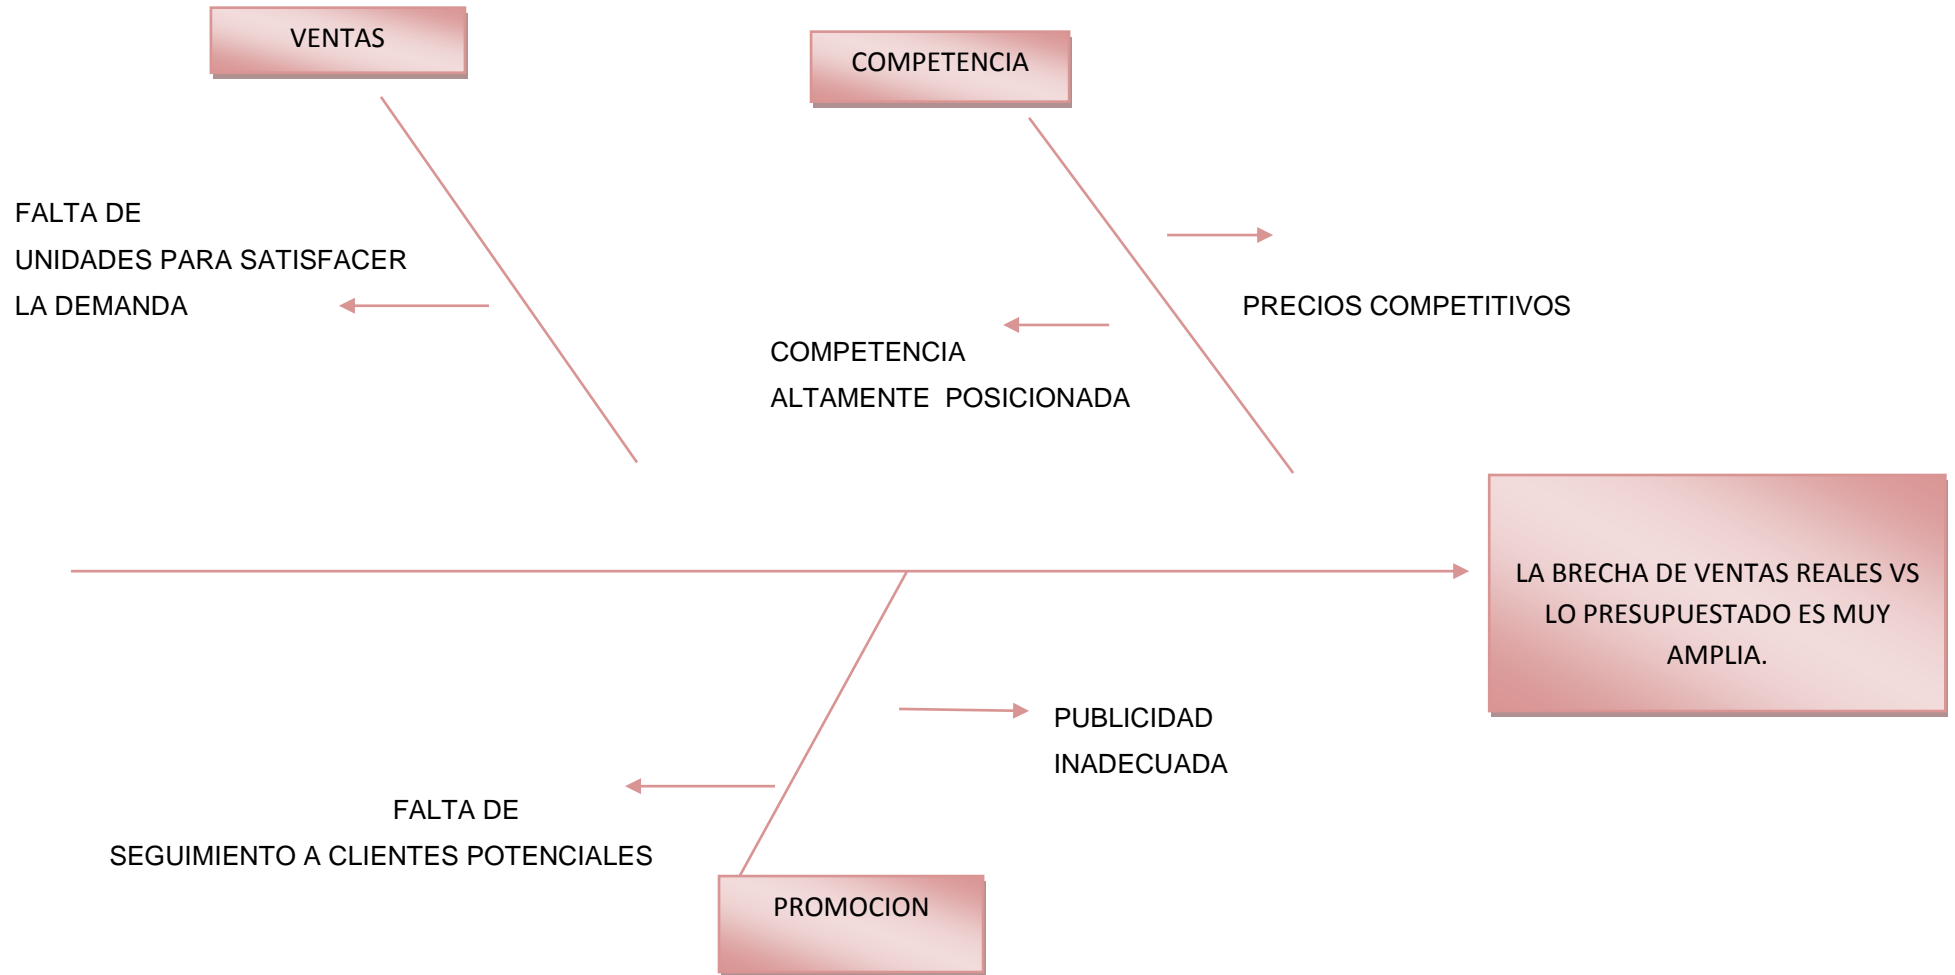 VENTAS
COMPETENCIA
FALTA DE
UNIDADES PARA SATISFACER
LA DEMANDA
PRECIOS COMPETITIVOS
COMPETENCIA
ALTAMENTE  POSICIONADA
LA BRECHA DE VENTAS REALES VS
LO PRESUPUESTADO ES MUY
AMPLIA.
PUBLICIDAD
INADECUADA
FALTA DE
SEGUIMIENTO A CLIENTES POTENCIALES
PROMOCION